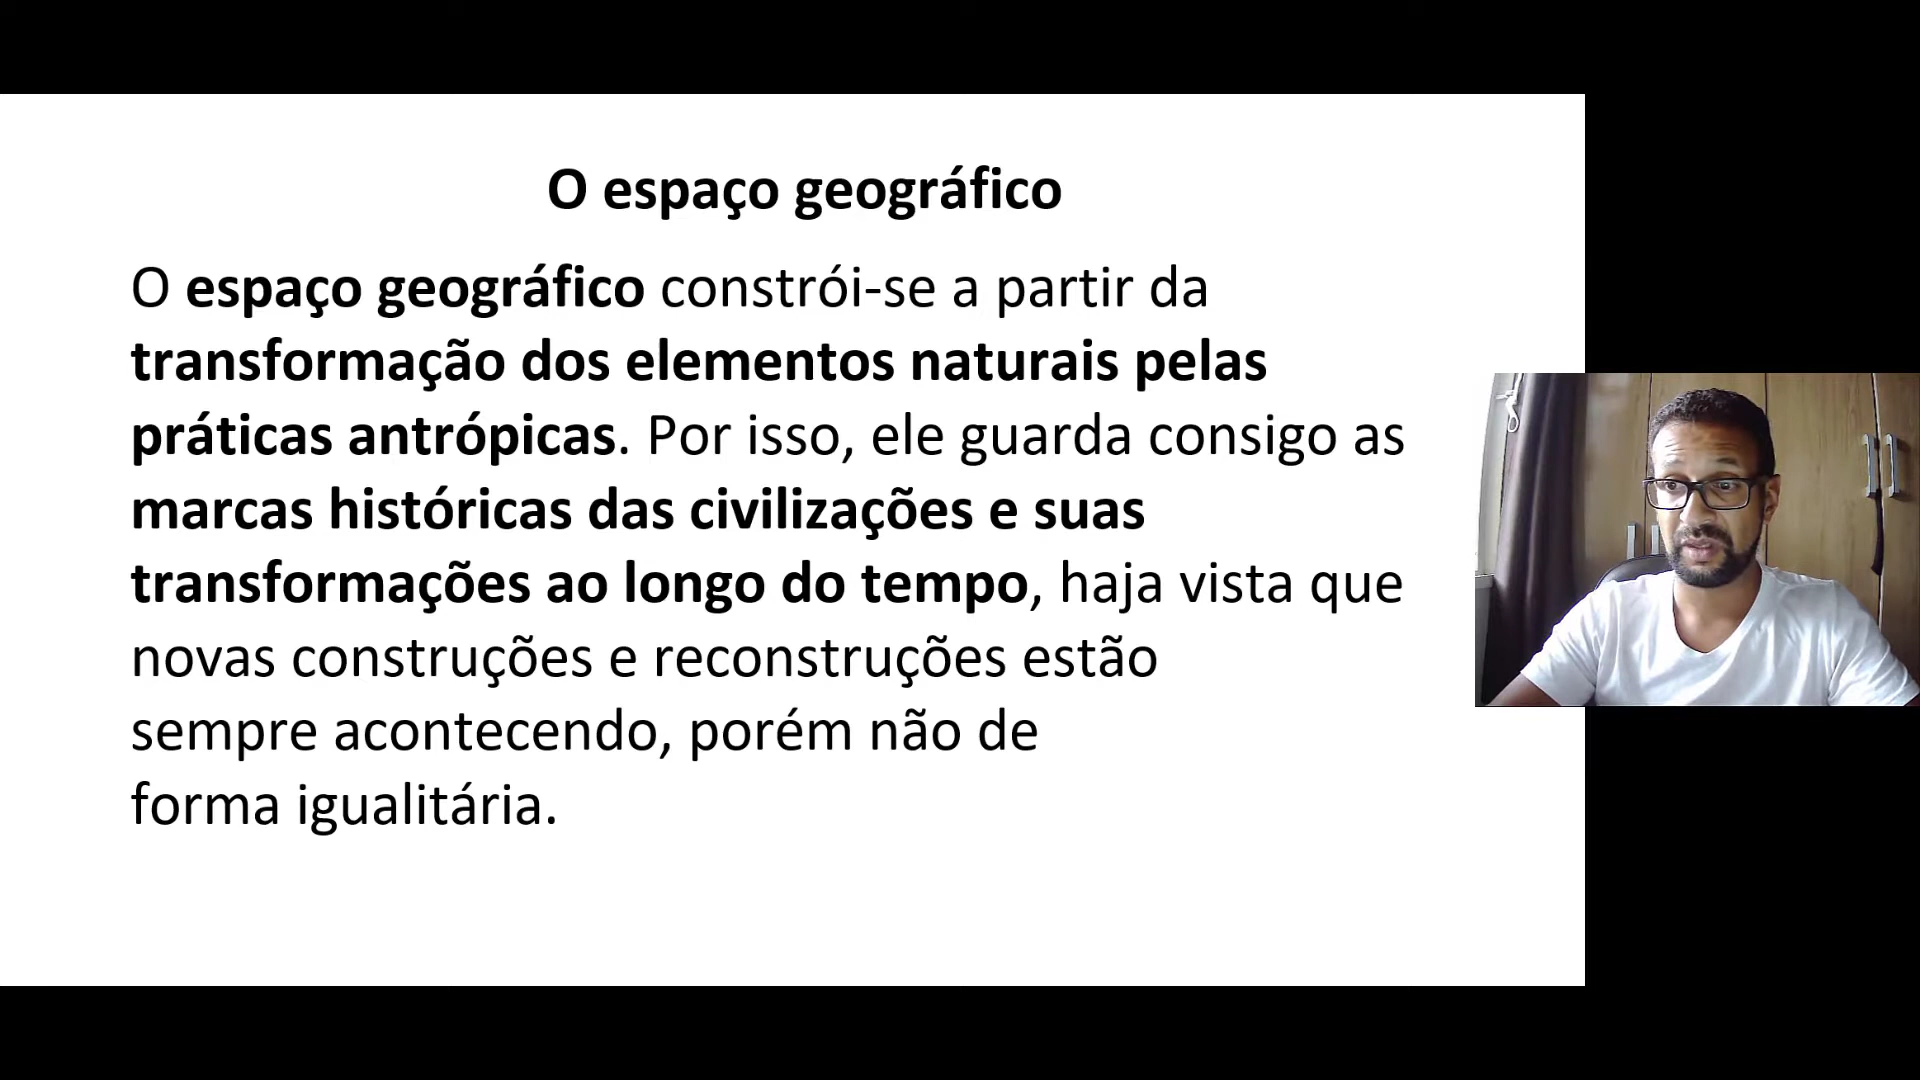 O espaço geográfico
O espaço geográfico constrói-se a partir da
transformação dos elementos naturais pelas
práticas antrópicas. Por isso, ele guarda consigo as
marcas históricas das civilizações e suas
transformações ao longo do tempo, haja vista que
novas construções e reconstruções estão
sempre acontecendo, porém não de
forma igualitária.